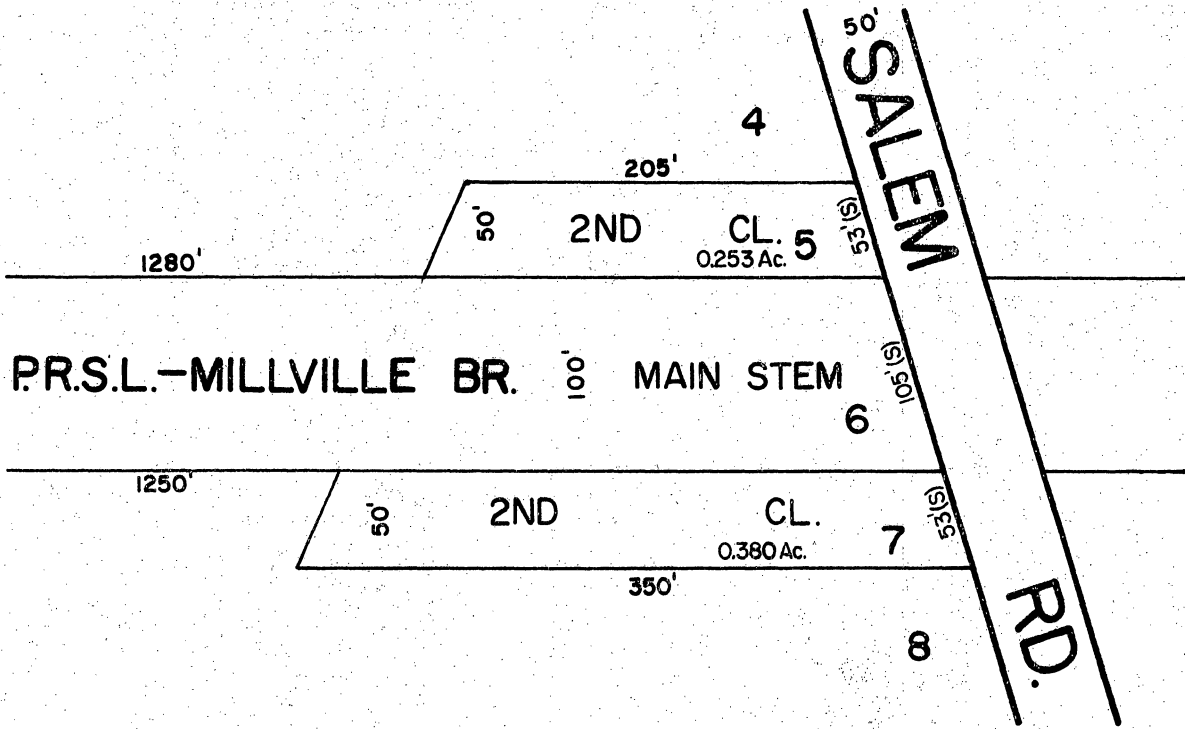 50'
SALEM RD.
4
205'
50'
2ND CL. 5
0.253 Ac.
53'(S)
1280'
P.R.S.L.-MILLVILLE BR.
100'
MAIN STEM
105'(S)
6
1250'
50'
2ND CL.
0.380 Ac.
7
53'(S)
350'
8